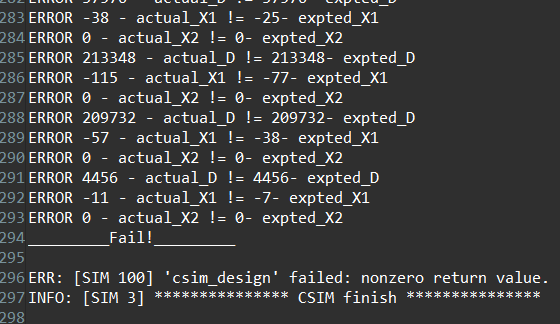 283 ERROR -38 - actual_X1 != -25- expted_X1
284 ERROR 0 - actual_X2 != 0- expted_X2
285 ERROR 213348 - actual_D != 213348- expted_D
286 ERROR -115 - actual_X1 != -77- expted_X1
287 ERROR 0 - actual_X2 != 0- expted_X2
288 ERROR 209732 - actual_D != 209732- expted_D
289 ERROR -57 - actual_X1 != -38- expted_X1
290 ERROR 0 - actual_X2 != 0- expted_X2
291 ERROR 4456 - actual_D != 4456- expted_D
292 ERROR -11 - actual_X1 != -7- expted_X1
293 ERROR 0 - actual_X2 != 0- expted_X2
294 _________Fail!_________
295
296 ERR: [SIM 100] 'csim_design' failed: nonzero return value.
297 INFO: [SIM 3] *************** CSIM finish ***************
298